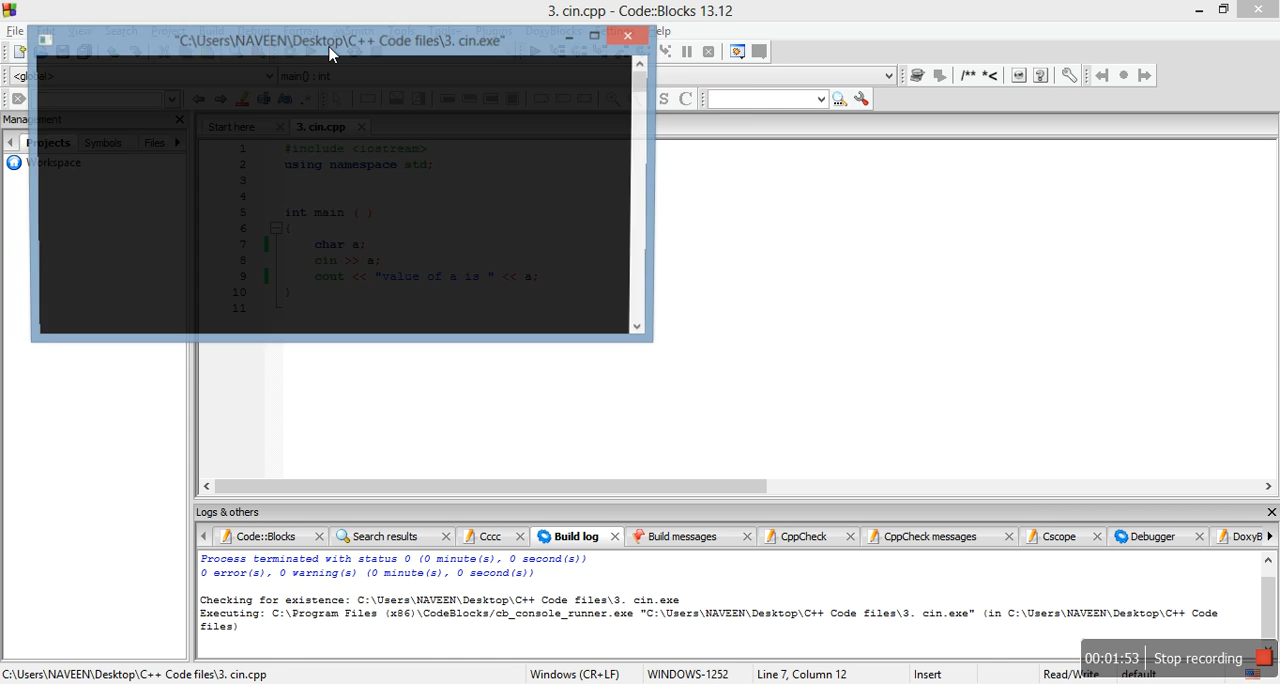 3. cin.cpp - Code::Blocks 13.12
File
"C:\Users\NAVEEN\Desktop\C++ Code files\3. cin.exe"
<global>
main() : int
/** *<
S C
Management
Projects Symbols Files
Workspace
Start here 3. cin.cpp
1 #include <iostream>
2 using namespace std;
3
4
5 int main ( )
6 {
7 char a;
8 cin >> a;
9 cout << "value of a is " << a;
10 }
11
Logs & others
Code::Blocks Search results Cccc Build log Build messages CppCheck CppCheck messages Cscope Debugger DoxyB
Process terminated with status 0 (0 minute(s), 0 second(s))
0 error(s), 0 warning(s) (0 minute(s), 0 second(s))
Checking for existence: C:\Users\NAVEEN\Desktop\C++ Code files\3. cin.exe
Executing: C:\Program Files (x86)\CodeBlocks/cb_console_runner.exe "C:\Users\NAVEEN\Desktop\C++ Code files\3. cin.exe" (in C:\Users\NAVEEN\Desktop\C++ Code
files)
00:01:53 Stop recording
C:\Users\NAVEEN\Desktop\C++ Code files\3. cin.cpp Windows (CR+LF) WINDOWS-1252 Line 7, Column 12 Insert Read/Write default